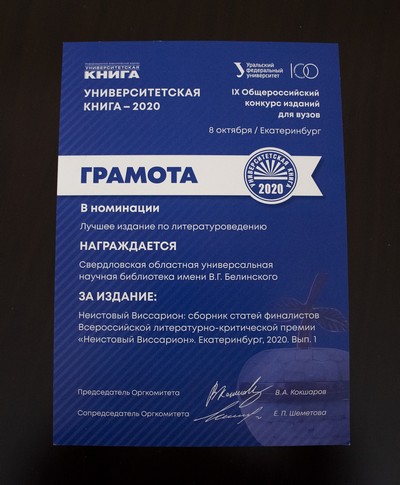 УНИВЕРСИТЕТСКАЯ
КНИГА
Уральский
федеральный
университет
100
УНИВЕРСИТЕТСКАЯ
КНИГА – 2020
IX Общероссийский
конкурс изданий
для вузов
8 октября / Екатеринбург
ГРАМОТА
УНИВЕРСИТЕТСКАЯ КНИГА
2020
В номинации
Лучшее издание по литературоведению
НАГРАЖДАЕТСЯ
Свердловская областная универсальная
научная библиотека имени В.Г. Белинского
ЗА ИЗДАНИЕ:
Неистовый Виссарион: сборник статей финалистов
Всероссийской литературно-критической премии
«Неистовый Виссарион». Екатеринбург, 2020. Вып. 1
Председатель Оргкомитета В.А. Кокшаров
Сопредседатель Оргкомитета: Е.П. Шеметова